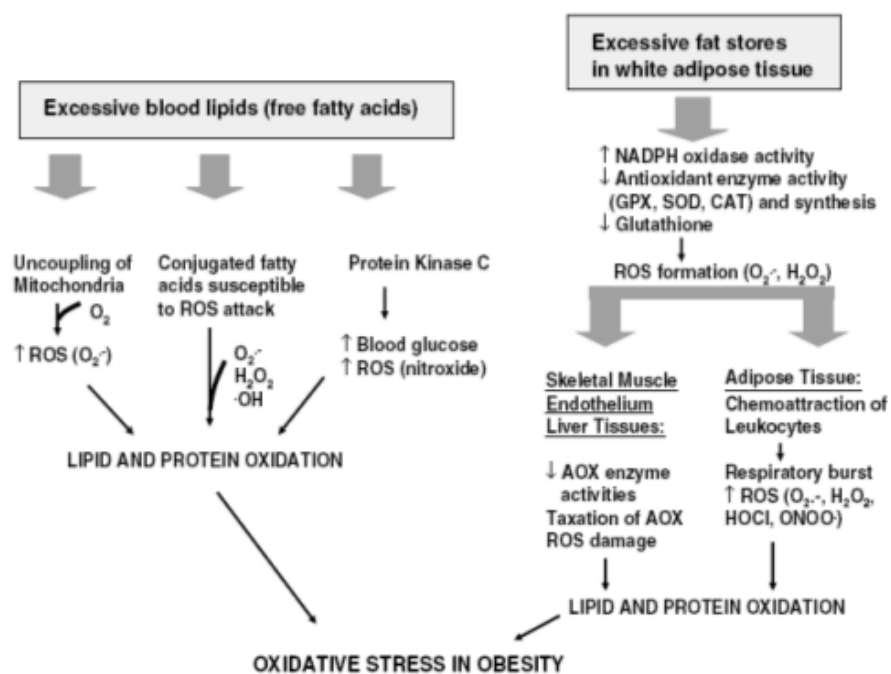 Excessive blood lipids (free fatty acids)
Uncoupling of
Mitochondria
O₂
↑ ROS (O₂·-)
Conjugated fatty
acids susceptible
to ROS attack
O₂·-
H₂O₂
·OH
Protein Kinase C
↑ Blood glucose
↑ ROS (nitroxide)
LIPID AND PROTEIN OXIDATION
Excessive fat stores
in white adipose tissue
↑ NADPH oxidase activity
↓ Antioxidant enzyme activity
(GPX, SOD, CAT) and synthesis
↓ Glutathione
ROS formation (O₂·-, H₂O₂)
Skeletal Muscle
Endothelium
Liver Tissues:
↓ AOX enzyme
activities
Taxation of AOX
ROS damage
Adipose Tissue:
Chemoattraction of
Leukocytes
Respiratory burst
↑ ROS (O₂·-, H₂O₂,
HOCl, ONOO·)
LIPID AND PROTEIN OXIDATION
OXIDATIVE STRESS IN OBESITY